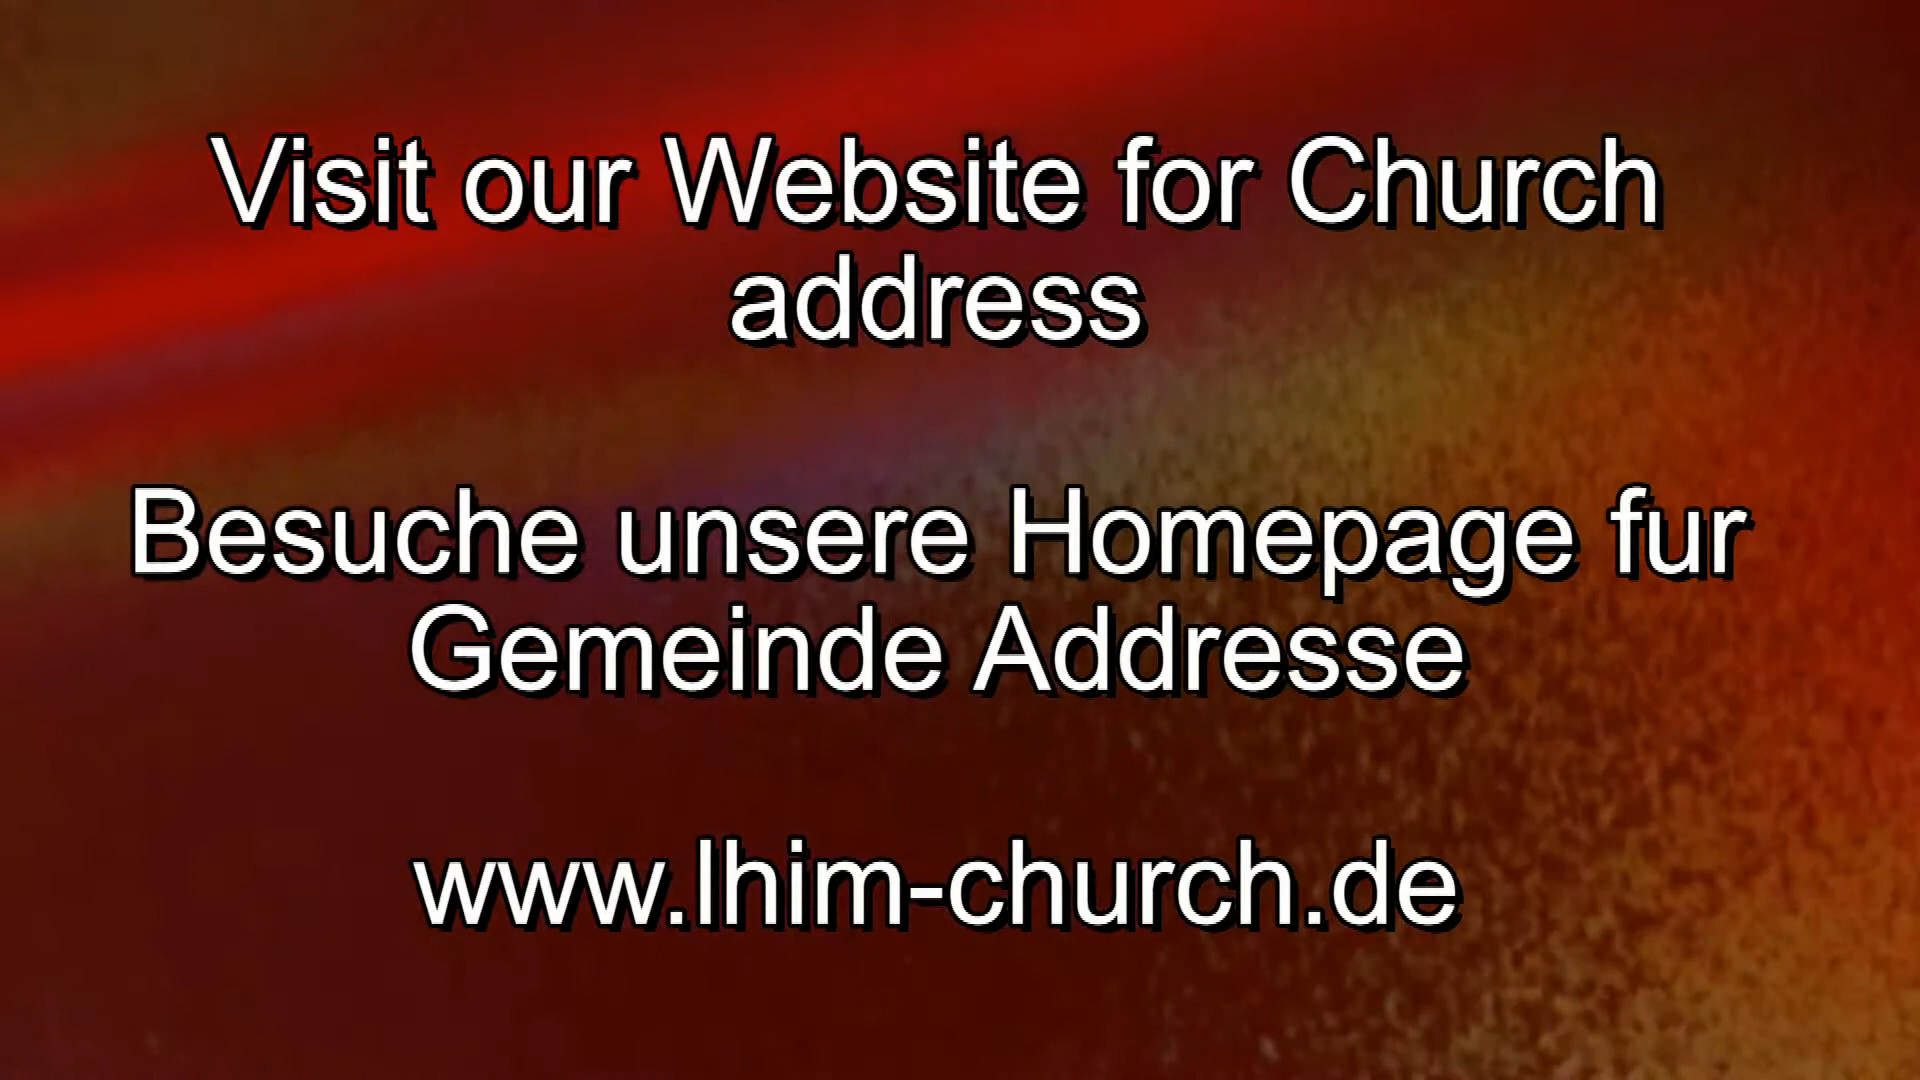 Visit our Website for Church
address
Besuche unsere Homepage fur
Gemeinde Addresse
www.lhim-church.de